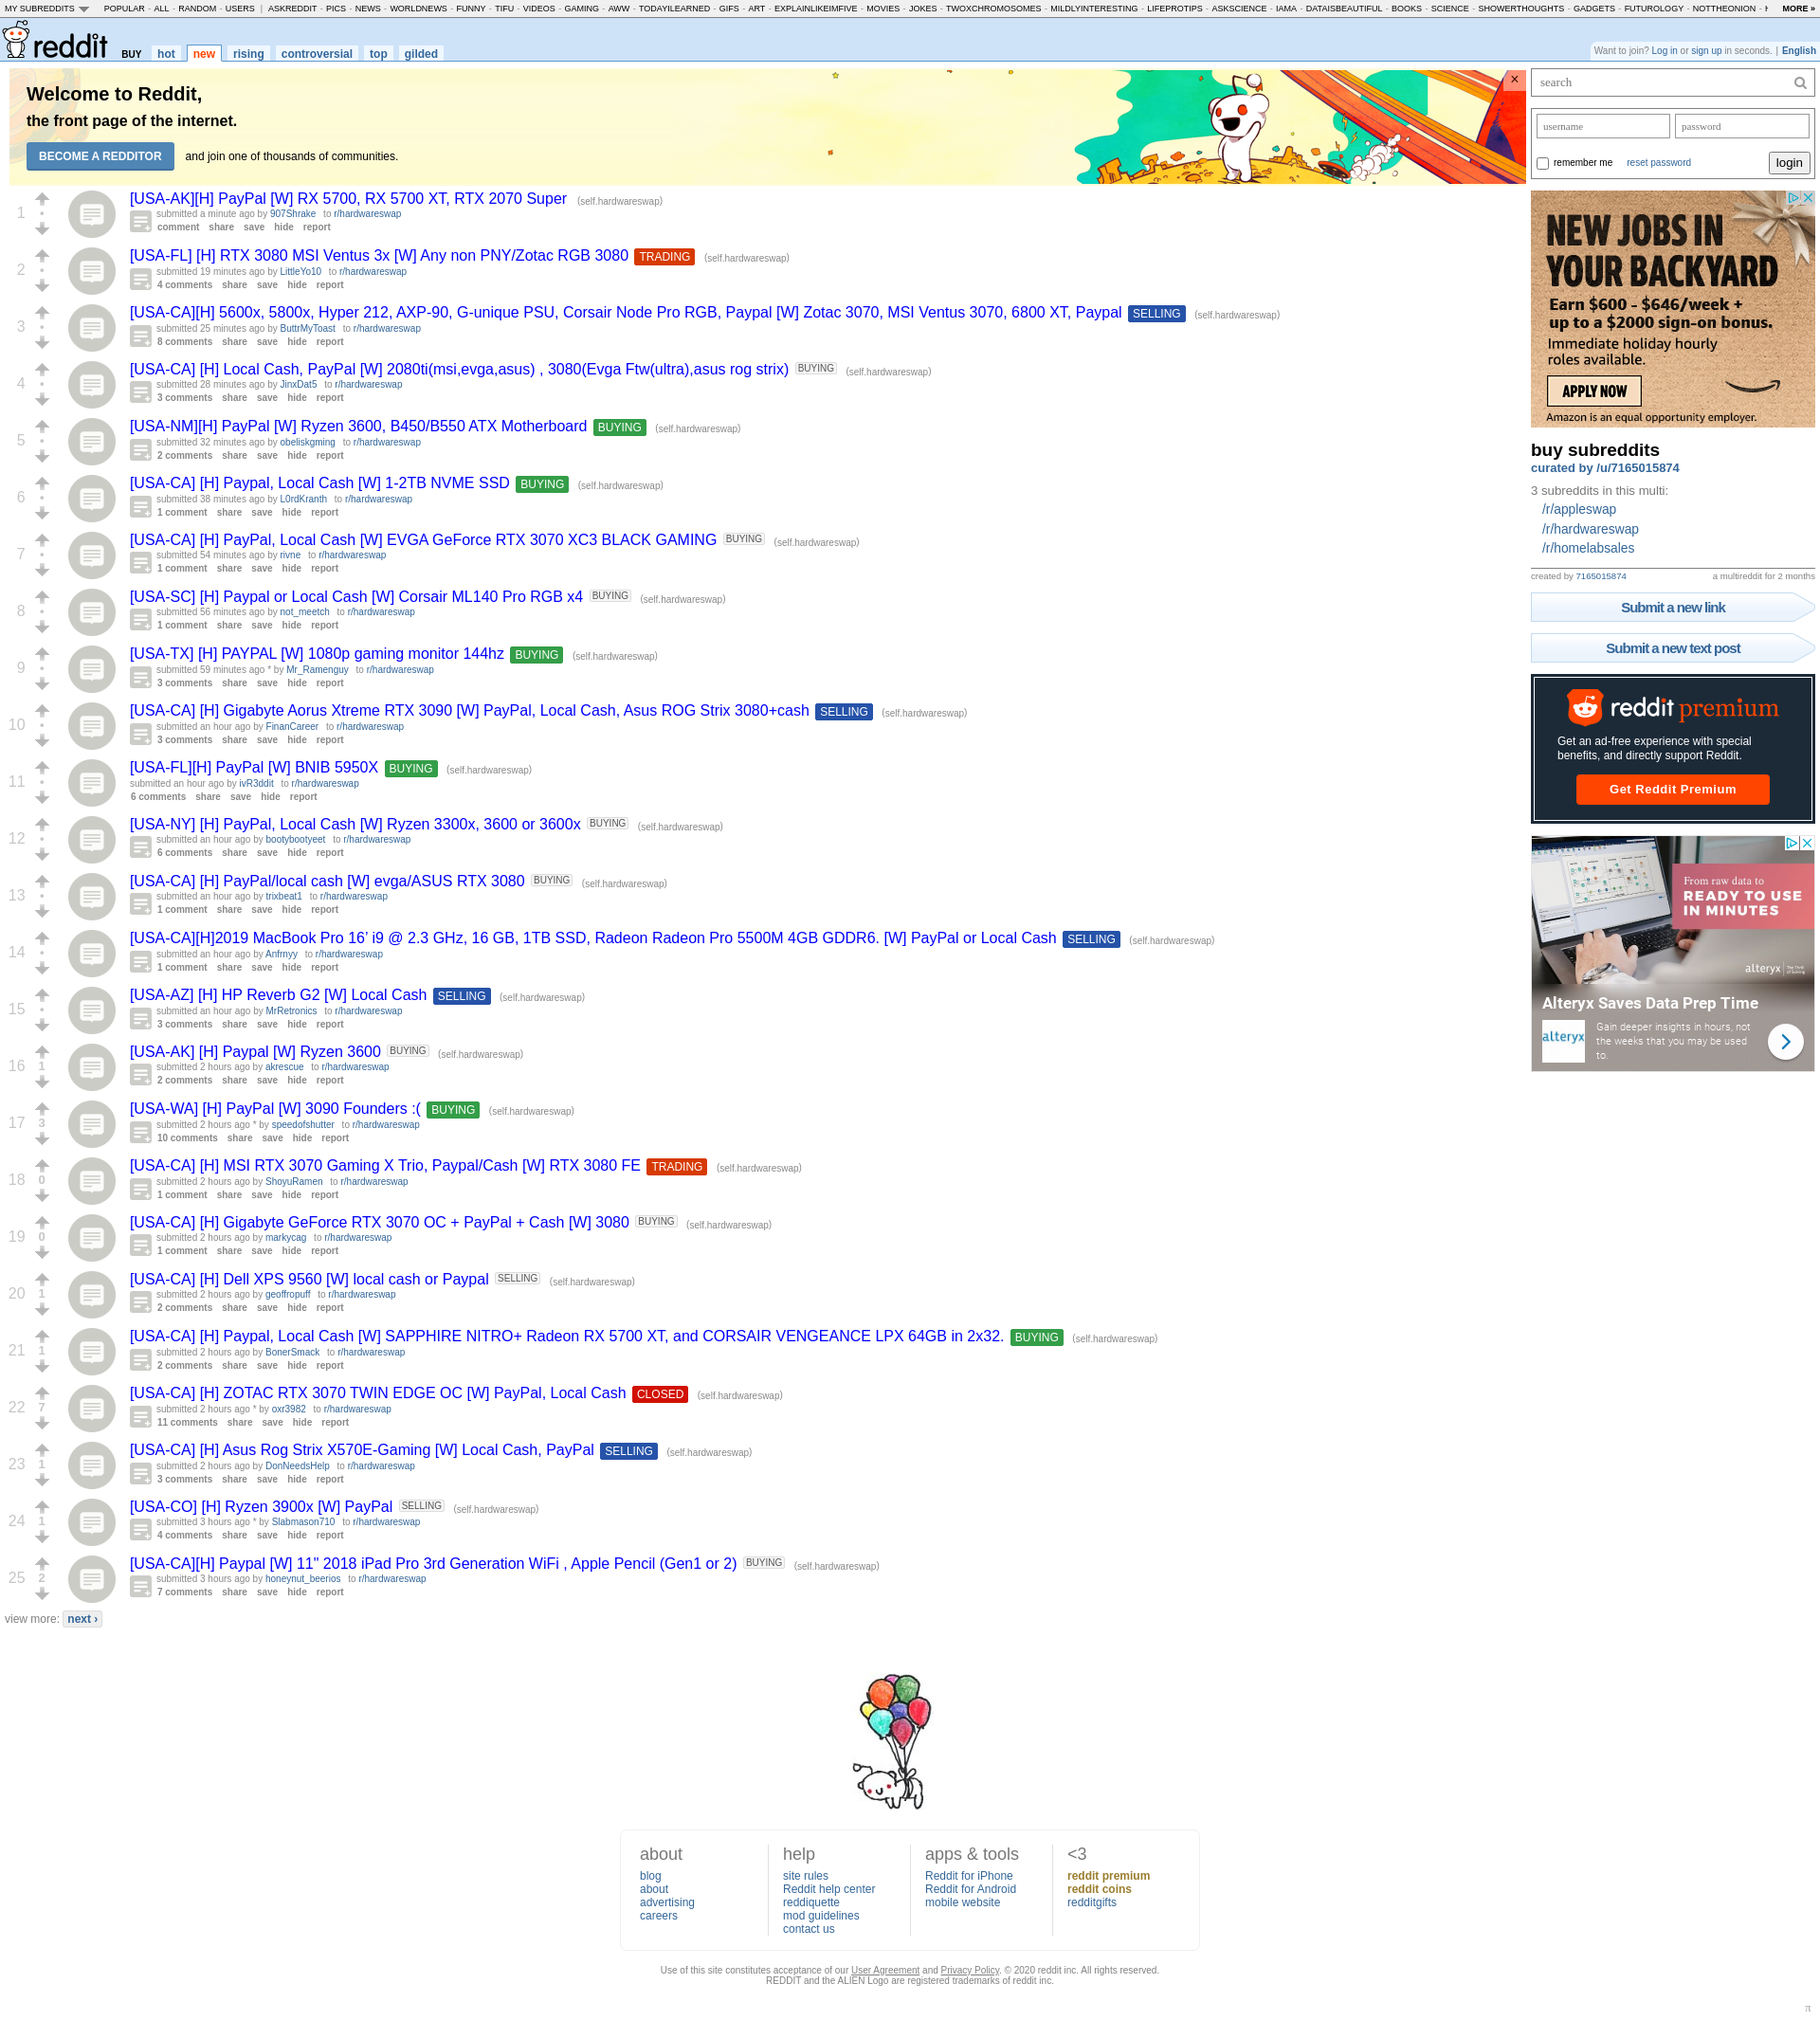 MY SUBREDDITS POPULAR - ALL - RANDOM - USERS | ASKREDDIT - PICS - NEWS - WORLDNEWS - FUNNY - TIFU - VIDEOS - GAMING - AWW - TODAYILEARNED - GIFS - ART - EXPLAINLIKEIMFIVE - MOVIES - JOKES - TWOXCHROMOSOMES - MILDLYINTERESTING - LIFEPROTIPS - ASKSCIENCE - IAMA - DATAISBEAUTIFUL - BOOKS - SCIENCE - SHOWERTHOUGHTS - GADGETS - FUTUROLOGY - NOTTHEONION - MORE »
reddit BUY hot new rising controversial top gilded
Want to join? Log in or sign up in seconds. | English
Welcome to Reddit,
the front page of the internet.
BECOME A REDDITOR and join one of thousands of communities.
×
1
[USA-AK][H] PayPal [W] RX 5700, RX 5700 XT, RTX 2070 Super (self.hardwareswap)
submitted a minute ago by 907Shrake to r/hardwareswap
comment share save hide report
2
[USA-FL] [H] RTX 3080 MSI Ventus 3x [W] Any non PNY/Zotac RGB 3080 TRADING (self.hardwareswap)
submitted 19 minutes ago by LittleYo10 to r/hardwareswap
4 comments share save hide report
3
[USA-CA][H] 5600x, 5800x, Hyper 212, AXP-90, G-unique PSU, Corsair Node Pro RGB, Paypal [W] Zotac 3070, MSI Ventus 3070, 6800 XT, Paypal SELLING (self.hardwareswap)
submitted 25 minutes ago by ButtrMyToast to r/hardwareswap
8 comments share save hide report
4
[USA-CA] [H] Local Cash, PayPal [W] 2080ti(msi,evga,asus) , 3080(Evga Ftw(ultra),asus rog strix) BUYING (self.hardwareswap)
submitted 28 minutes ago by JinxDat5 to r/hardwareswap
3 comments share save hide report
5
[USA-NM][H] PayPal [W] Ryzen 3600, B450/B550 ATX Motherboard BUYING (self.hardwareswap)
submitted 32 minutes ago by obeliskgming to r/hardwareswap
2 comments share save hide report
6
[USA-CA] [H] Paypal, Local Cash [W] 1-2TB NVME SSD BUYING (self.hardwareswap)
submitted 38 minutes ago by L0rdKranth to r/hardwareswap
1 comment share save hide report
7
[USA-CA] [H] PayPal, Local Cash [W] EVGA GeForce RTX 3070 XC3 BLACK GAMING BUYING (self.hardwareswap)
submitted 54 minutes ago by rivne to r/hardwareswap
1 comment share save hide report
8
[USA-SC] [H] Paypal or Local Cash [W] Corsair ML140 Pro RGB x4 BUYING (self.hardwareswap)
submitted 56 minutes ago by not_meetch to r/hardwareswap
1 comment share save hide report
9
[USA-TX] [H] PAYPAL [W] 1080p gaming monitor 144hz BUYING (self.hardwareswap)
submitted 59 minutes ago * by Mr_Ramenguy to r/hardwareswap
3 comments share save hide report
10
[USA-CA] [H] Gigabyte Aorus Xtreme RTX 3090 [W] PayPal, Local Cash, Asus ROG Strix 3080+cash SELLING (self.hardwareswap)
submitted an hour ago by FinanCareer to r/hardwareswap
3 comments share save hide report
11
[USA-FL][H] PayPal [W] BNIB 5950X BUYING (self.hardwareswap)
submitted an hour ago by ivR3ddit to r/hardwareswap
6 comments share save hide report
12
[USA-NY] [H] PayPal, Local Cash [W] Ryzen 3300x, 3600 or 3600x BUYING (self.hardwareswap)
submitted an hour ago by bootybootyeet to r/hardwareswap
6 comments share save hide report
13
[USA-CA] [H] PayPal/local cash [W] evga/ASUS RTX 3080 BUYING (self.hardwareswap)
submitted an hour ago by trixbeat1 to r/hardwareswap
1 comment share save hide report
14
[USA-CA][H]2019 MacBook Pro 16’ i9 @ 2.3 GHz, 16 GB, 1TB SSD, Radeon Radeon Pro 5500M 4GB GDDR6. [W] PayPal or Local Cash SELLING (self.hardwareswap)
submitted an hour ago by Anfrnyy to r/hardwareswap
1 comment share save hide report
15
[USA-AZ] [H] HP Reverb G2 [W] Local Cash SELLING (self.hardwareswap)
submitted an hour ago by MrRetronics to r/hardwareswap
3 comments share save hide report
16 1
[USA-AK] [H] Paypal [W] Ryzen 3600 BUYING (self.hardwareswap)
submitted 2 hours ago by akrescue to r/hardwareswap
2 comments share save hide report
17 3
[USA-WA] [H] PayPal [W] 3090 Founders :( BUYING (self.hardwareswap)
submitted 2 hours ago * by speedofshutter to r/hardwareswap
10 comments share save hide report
18 0
[USA-CA] [H] MSI RTX 3070 Gaming X Trio, Paypal/Cash [W] RTX 3080 FE TRADING (self.hardwareswap)
submitted 2 hours ago by ShoyuRamen to r/hardwareswap
1 comment share save hide report
19 0
[USA-CA] [H] Gigabyte GeForce RTX 3070 OC + PayPal + Cash [W] 3080 BUYING (self.hardwareswap)
submitted 2 hours ago by markycag to r/hardwareswap
1 comment share save hide report
20 1
[USA-CA] [H] Dell XPS 9560 [W] local cash or Paypal SELLING (self.hardwareswap)
submitted 2 hours ago by geoffropuff to r/hardwareswap
2 comments share save hide report
21 1
[USA-CA] [H] Paypal, Local Cash [W] SAPPHIRE NITRO+ Radeon RX 5700 XT, and CORSAIR VENGEANCE LPX 64GB in 2x32. BUYING (self.hardwareswap)
submitted 2 hours ago by BonerSmack to r/hardwareswap
2 comments share save hide report
22 7
[USA-CA] [H] ZOTAC RTX 3070 TWIN EDGE OC [W] PayPal, Local Cash CLOSED (self.hardwareswap)
submitted 2 hours ago * by oxr3982 to r/hardwareswap
11 comments share save hide report
23 1
[USA-CA] [H] Asus Rog Strix X570E-Gaming [W] Local Cash, PayPal SELLING (self.hardwareswap)
submitted 2 hours ago by DonNeedsHelp to r/hardwareswap
3 comments share save hide report
24 1
[USA-CO] [H] Ryzen 3900x [W] PayPal SELLING (self.hardwareswap)
submitted 3 hours ago * by Slabmason710 to r/hardwareswap
4 comments share save hide report
25 2
[USA-CA][H] Paypal [W] 11" 2018 iPad Pro 3rd Generation WiFi , Apple Pencil (Gen1 or 2) BUYING (self.hardwareswap)
submitted 3 hours ago by honeynut_beerios to r/hardwareswap
7 comments share save hide report
view more: next ›
search
username password
remember me reset password login
NEW JOBS IN
YOUR BACKYARD
Earn $600 - $646/week +
up to a $2000 sign-on bonus.
Immediate holiday hourly
roles available.
APPLY NOW
Amazon is an equal opportunity employer.
buy subreddits
curated by /u/7165015874
3 subreddits in this multi:
/r/appleswap
/r/hardwareswap
/r/homelabsales
created by 7165015874 a multireddit for 2 months
Submit a new link
Submit a new text post
reddit premium
Get an ad-free experience with special
benefits, and directly support Reddit.
Get Reddit Premium
From raw data to
READY TO USE
IN MINUTES
alteryx
Alteryx Saves Data Prep Time
alteryx
Gain deeper insights in hours, not
the weeks that you may be used
to.
about
blog
about
advertising
careers
help
site rules
Reddit help center
reddiquette
mod guidelines
contact us
apps & tools
Reddit for iPhone
Reddit for Android
mobile website
<3
reddit premium
reddit coins
redditgifts
Use of this site constitutes acceptance of our User Agreement and Privacy Policy. © 2020 reddit inc. All rights reserved.
REDDIT and the ALIEN Logo are registered trademarks of reddit inc.
π